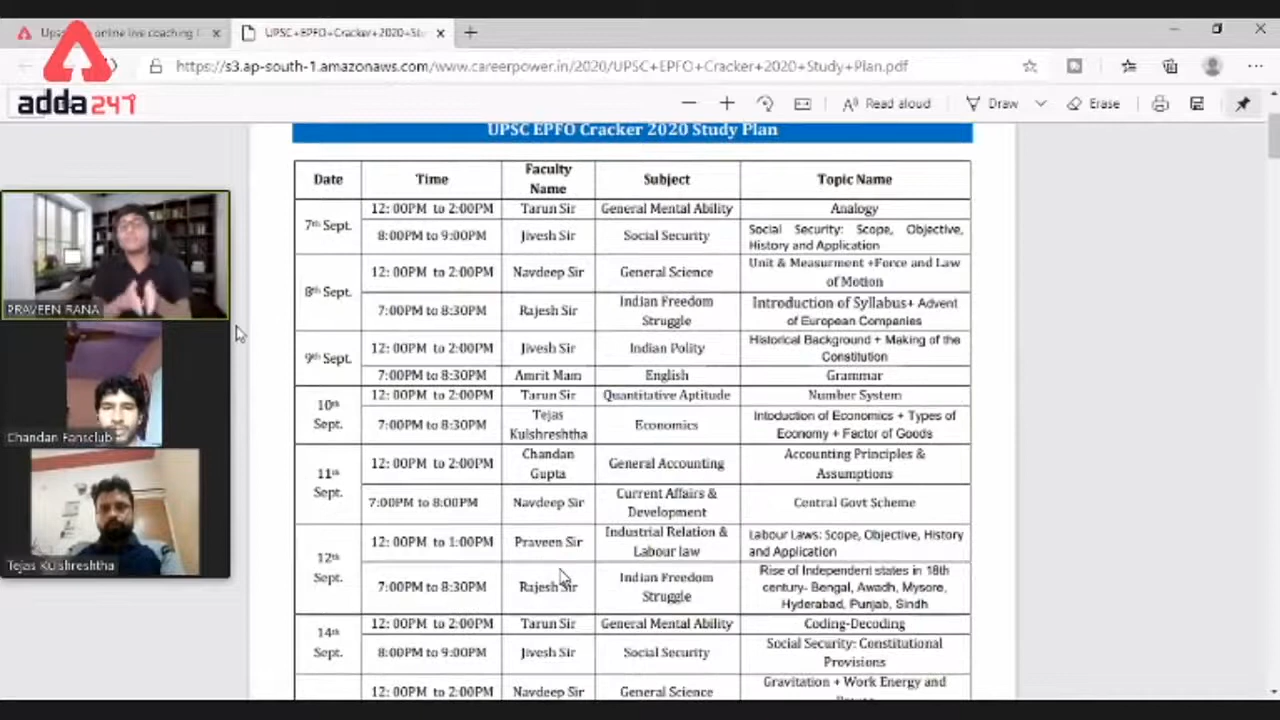 UPSC+EPFO+Cracker+2020+Stu
adda247
https://s3.ap-south-1.amazonaws.com/www.careerpower.in/2020/UPSC+EPFO+Cracker+2020+Study+Plan.pdf
Read aloud
Draw
Erase
UPSC EPFO Cracker 2020 Study Plan
Date Time Faculty Name Subject Topic Name
7th Sept.
12: 00PM to 2:00PM Tarun Sir General Mental Ability Analogy
8:00PM to 9:00PM Jivesh Sir Social Security Social Security: Scope, Objective,
History and Application
8th Sept.
12: 00PM to 2:00PM Navdeep Sir General Science Unit & Measurment +Force and Law
of Motion
7:00PM to 8:30PM Rajesh Sir Indian Freedom Introduction of Syllabus+ Advent
Struggle of European Companies
9th Sept.
12: 00PM to 2:00PM Jivesh Sir Indian Polity Historical Background + Making of the
Constitution
7:00PM to 8:30PM Amrit Mam English Grammar
10th
Sept.
12: 00PM to 2:00PM Tarun Sir Quantitative Aptitude Number System
7:00PM to 8:30PM Tejas Economics Intoduction of Economics + Types of
Kulshreshtha Economy + Factor of Goods
11th
Sept.
12: 00PM to 2:00PM Chandan General Accounting Accounting Principles &
Gupta Assumptions
7:00PM to 8:00PM Navdeep Sir Current Affairs & Central Govt Scheme
Development
12th
Sept.
12: 00PM to 1:00PM Praveen Sir Industrial Relation & Labour Laws: Scope, Objective, History
Labour law and Application
7:00PM to 8:30PM Rajesh Sir Indian Freedom Rise of Independent states in 18th
Struggle century- Bengal, Awadh, Mysore,
Hyderabad, Punjab, Sindh
14th
Sept.
12: 00PM to 2:00PM Tarun Sir General Mental Ability Coding-Decoding
8:00PM to 9:00PM Jivesh Sir Social Security Social Security: Constitutional
Provisions
12: 00PM to 2:00PM Navdeep Sir General Science Gravitation + Work Energy and
PRAVEEN RANA
Chandan Fansclub
Tejas Kulshreshtha